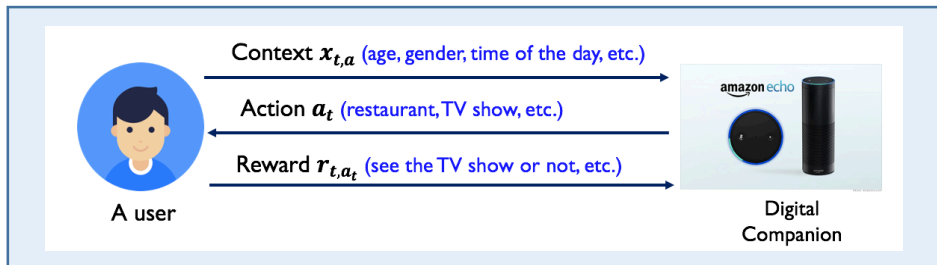 Context x_{t,a} (age, gender, time of the day, etc.)
Action a_t (restaurant, TV show, etc.)
Reward r_{t,a_t} (see the TV show or not, etc.)
A user
amazon echo
Digital
Companion